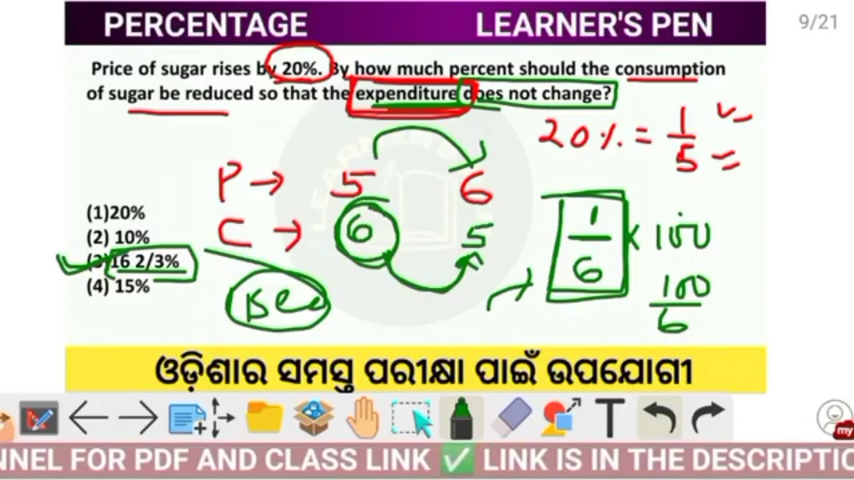 PERCENTAGE LEARNER'S PEN
9/21
Price of sugar rises by 20%. By how much percent should the consumption
of sugar be reduced so that the expenditure does not change?
20% = 1/5
P → 5 6
C → 6 5
1/6 × 100
100/6
(1)20%
(2) 10%
(3)16 2/3%
(4) 15%
ଓଡ଼ିଶାର ସମସ୍ତ ପରୀକ୍ଷା ପାଇଁ ଉପଯୋଗୀ
T
my
NNEL FOR PDF AND CLASS LINK ✅ LINK IS IN THE DESCRIPTIO